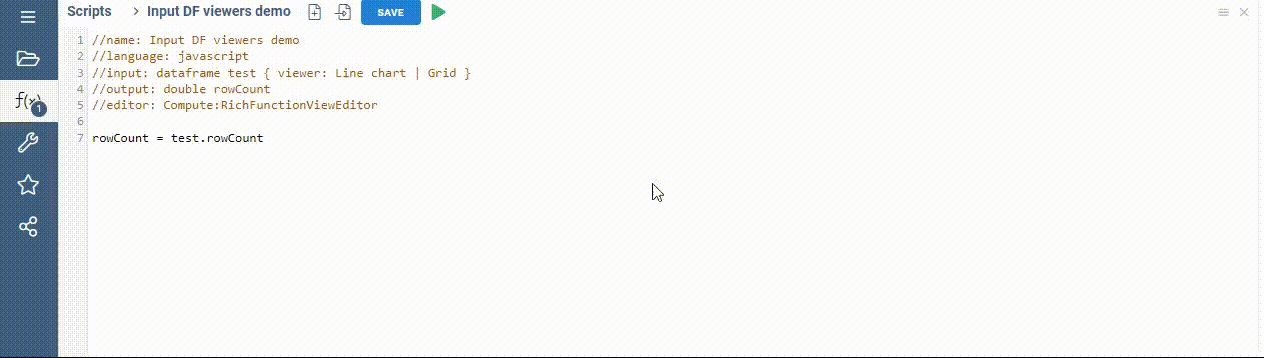 Scripts > Input DF viewers demo SAVE
1 //name: Input DF viewers demo
2 //language: javascript
3 //input: dataframe test { viewer: Line chart | Grid }
4 //output: double rowCount
5 //editor: Compute:RichFunctionViewEditor
6
7 rowCount = test.rowCount
f(x)
1